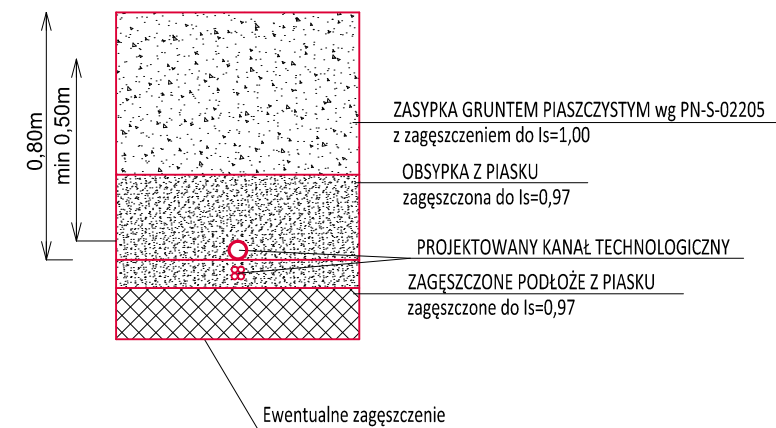 0,80m
min 0,50m
ZASYPKA GRUNTEM PIASZCZYSTYM wg PN-S-02205
z zagęszczeniem do Is=1,00
OBSYPKA Z PIASKU
zagęszczona do Is=0,97
PROJEKTOWANY KANAŁ TECHNOLOGICZNY
ZAGĘSZCZONE PODŁOŻE Z PIASKU
zagęszczone do Is=0,97
Ewentualne zagęszczenie